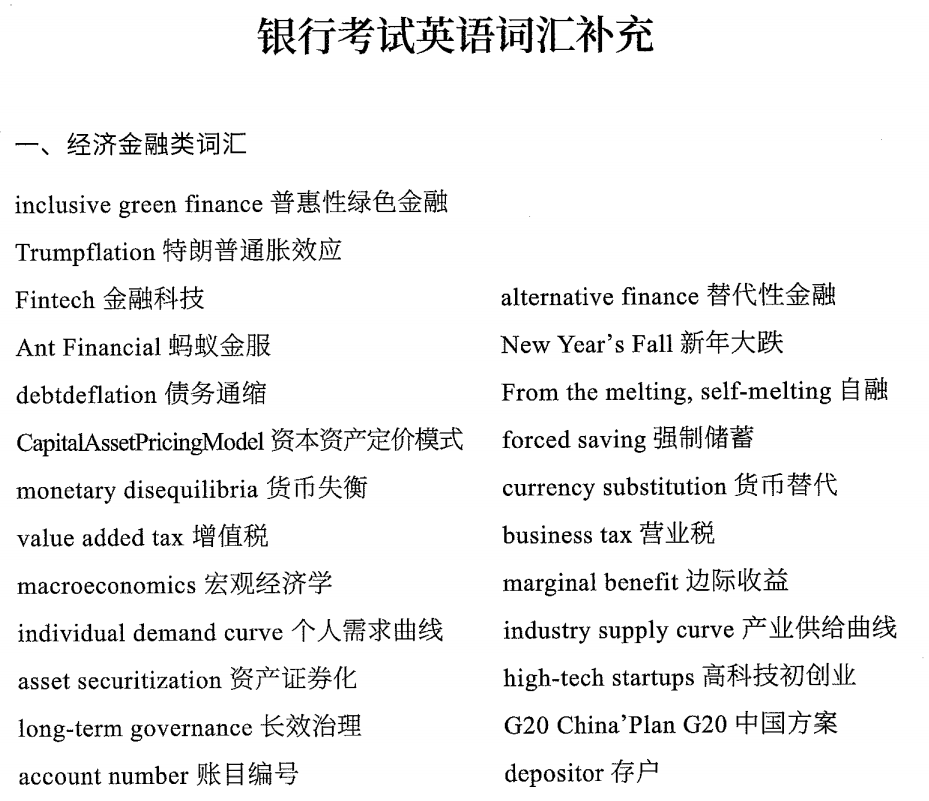 银行考试英语词汇补充
一、经济金融类词汇
inclusive green finance 普惠性绿色金融
Trumpflation 特朗普通胀效应
Fintech 金融科技
alternative finance 替代性金融
Ant Financial 蚂蚁金服
New Year's Fall 新年大跌
debtdeflation 债务通缩
From the melting, self-melting 自融
CapitalAssetPricingModel 资本资产定价模式
forced saving 强制储蓄
monetary disequilibria 货币失衡
currency substitution 货币替代
value added tax 增值税
business tax 营业税
macroeconomics 宏观经济学
marginal benefit 边际收益
individual demand curve 个人需求曲线
industry supply curve 产业供给曲线
asset securitization 资产证券化
high-tech startups 高科技初创业
long-term governance 长效治理
G20 China'Plan G20 中国方案
account number 账目编号
depositor 存户